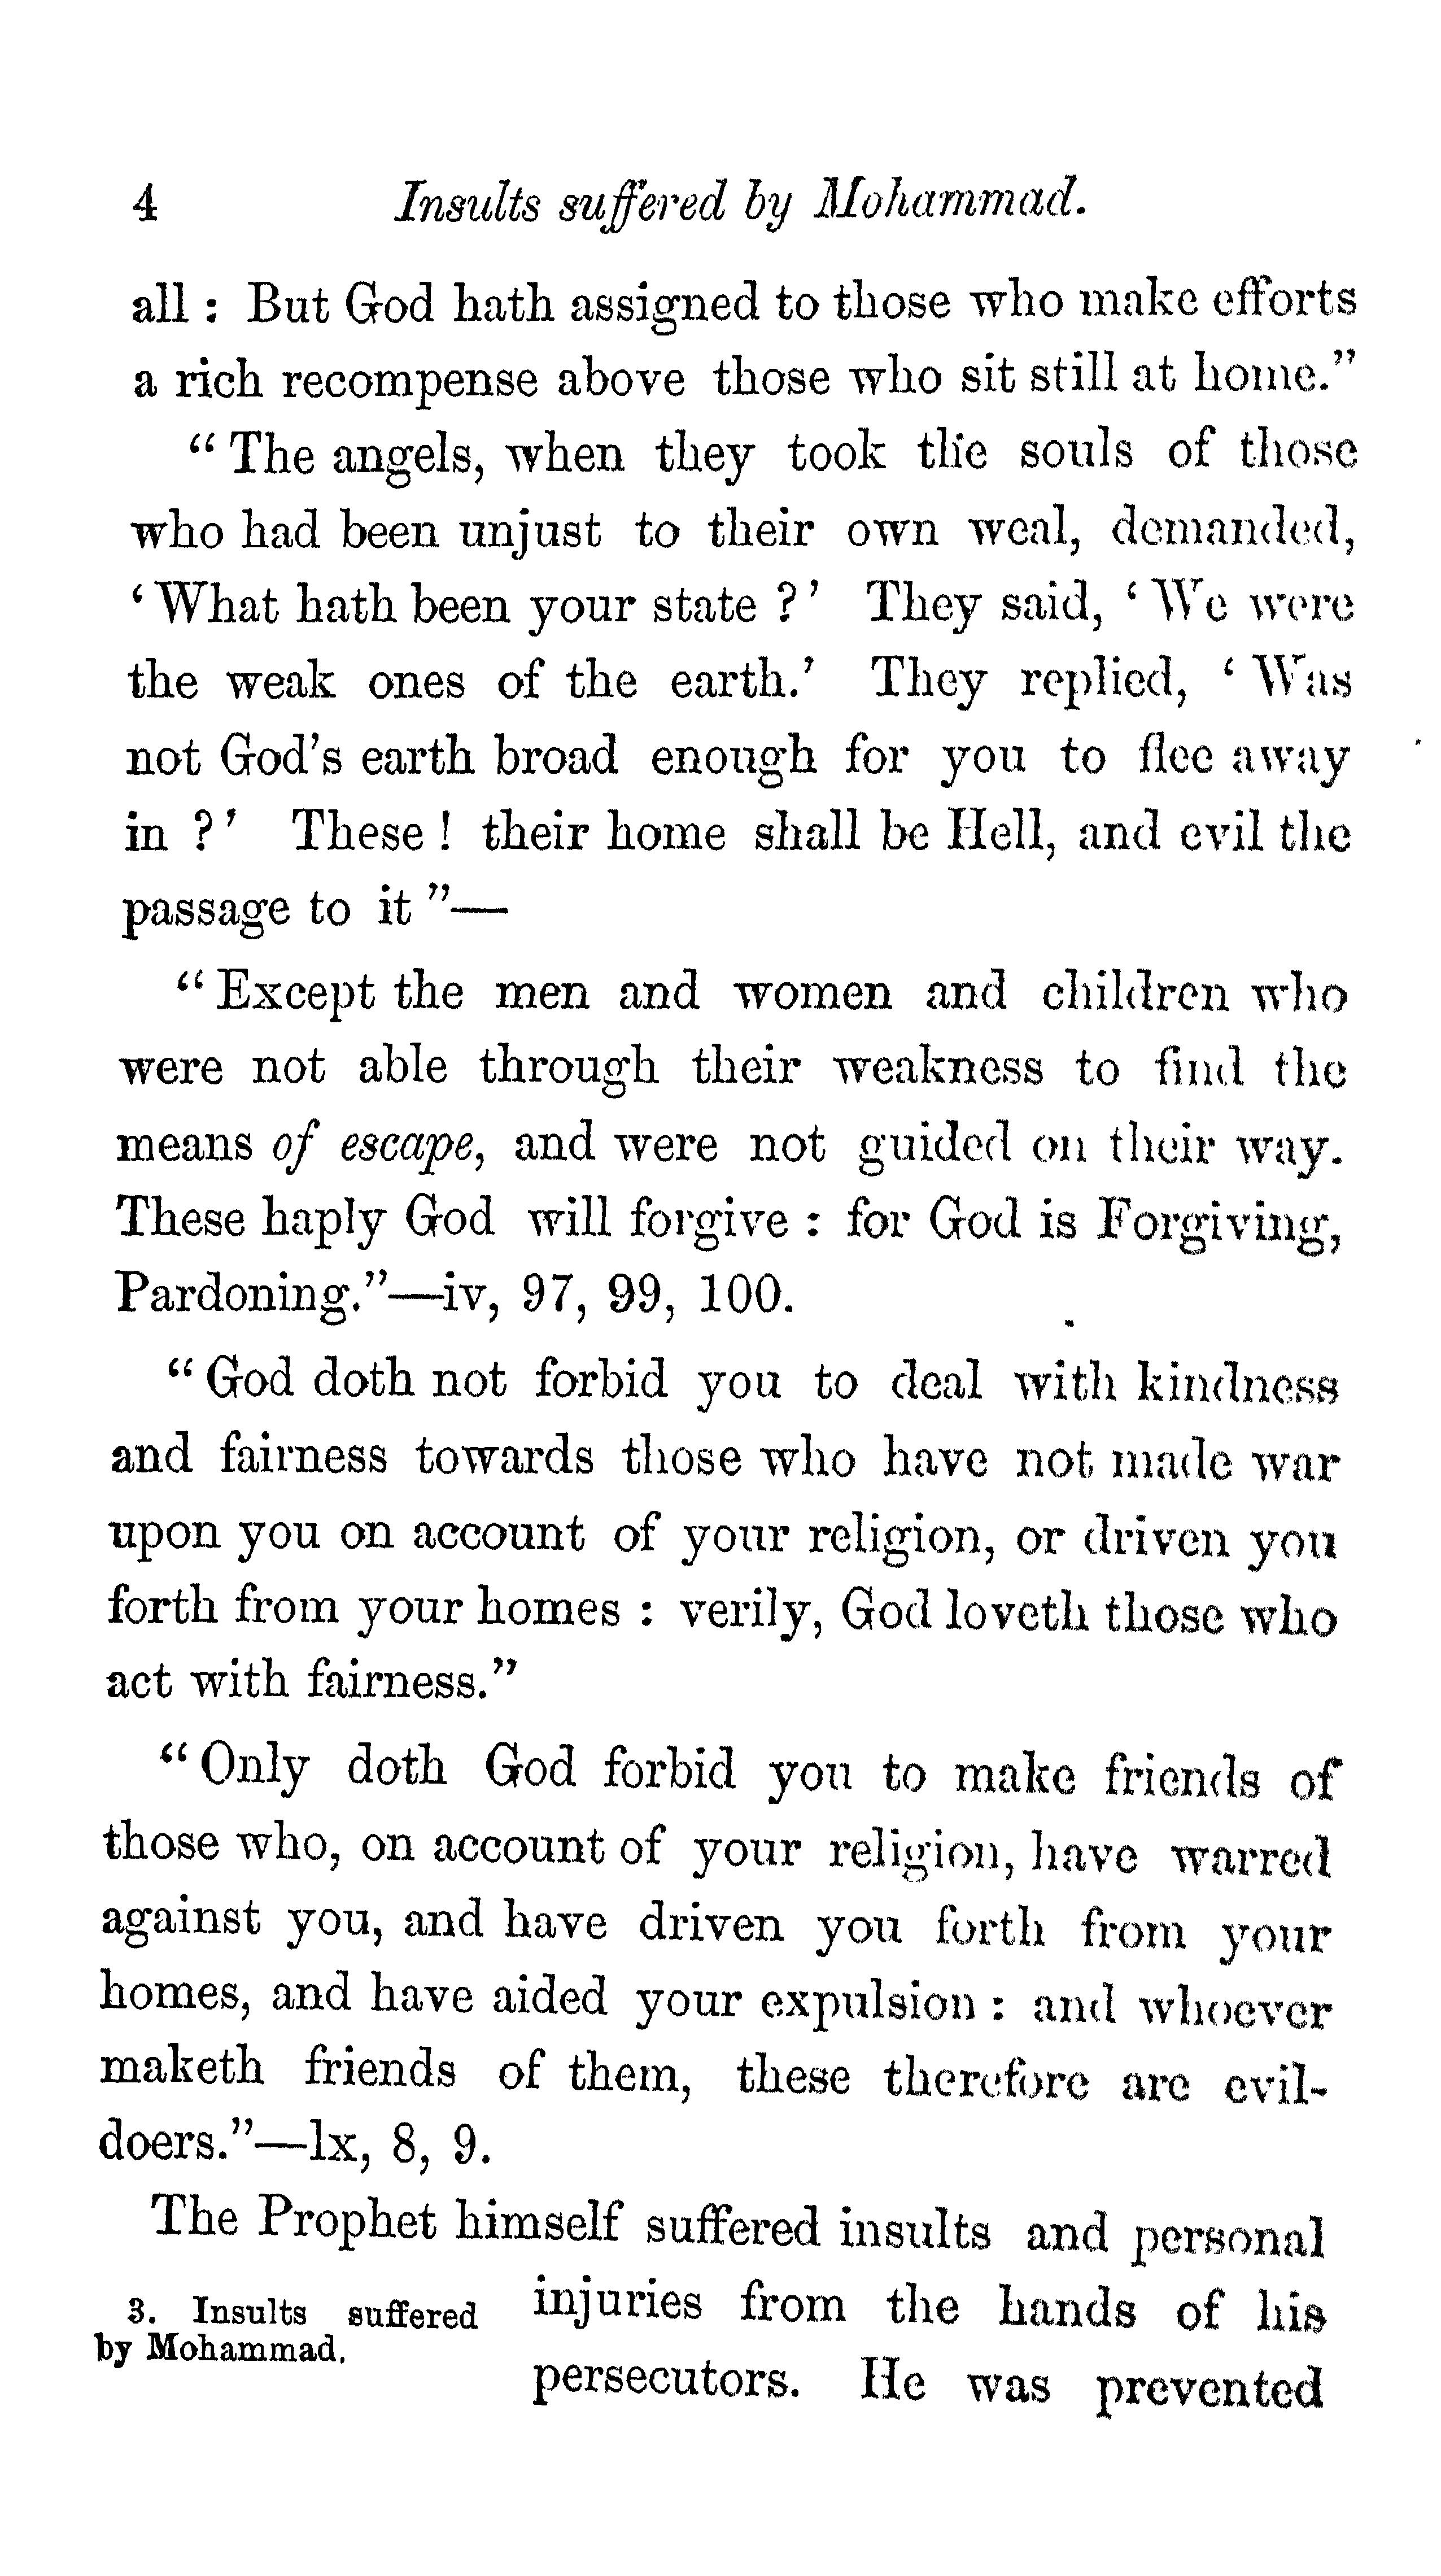 4 Insults suffered by Mohammad.
all : But God hath assigned to those who make efforts
a rich recompense above those who sit still at home."
"The angels, when they took the souls of those
who had been unjust to their own weal, demanded,
'What hath been your state ?' They said, 'We were
the weak ones of the earth.' They replied, 'Was
not God's earth broad enough for you to flee away
in ?' These ! their home shall be Hell, and evil the
passage to it "—
"Except the men and women and children who
were not able through their weakness to find the
means of escape, and were not guided on their way.
These haply God will forgive : for God is Forgiving,
Pardoning."—iv, 97, 99, 100.
"God doth not forbid you to deal with kindness
and fairness towards those who have not made war
upon you on account of your religion, or driven you
forth from your homes : verily, God loveth those who
act with fairness."
"Only doth God forbid you to make friends of
those who, on account of your religion, have warred
against you, and have driven you forth from your
homes, and have aided your expulsion : and whoever
maketh friends of them, these therefore are evil-
doers."—lx, 8, 9.
The Prophet himself suffered insults and personal
3. Insults suffered
by Mohammad.
injuries from the hands of his
persecutors. He was prevented